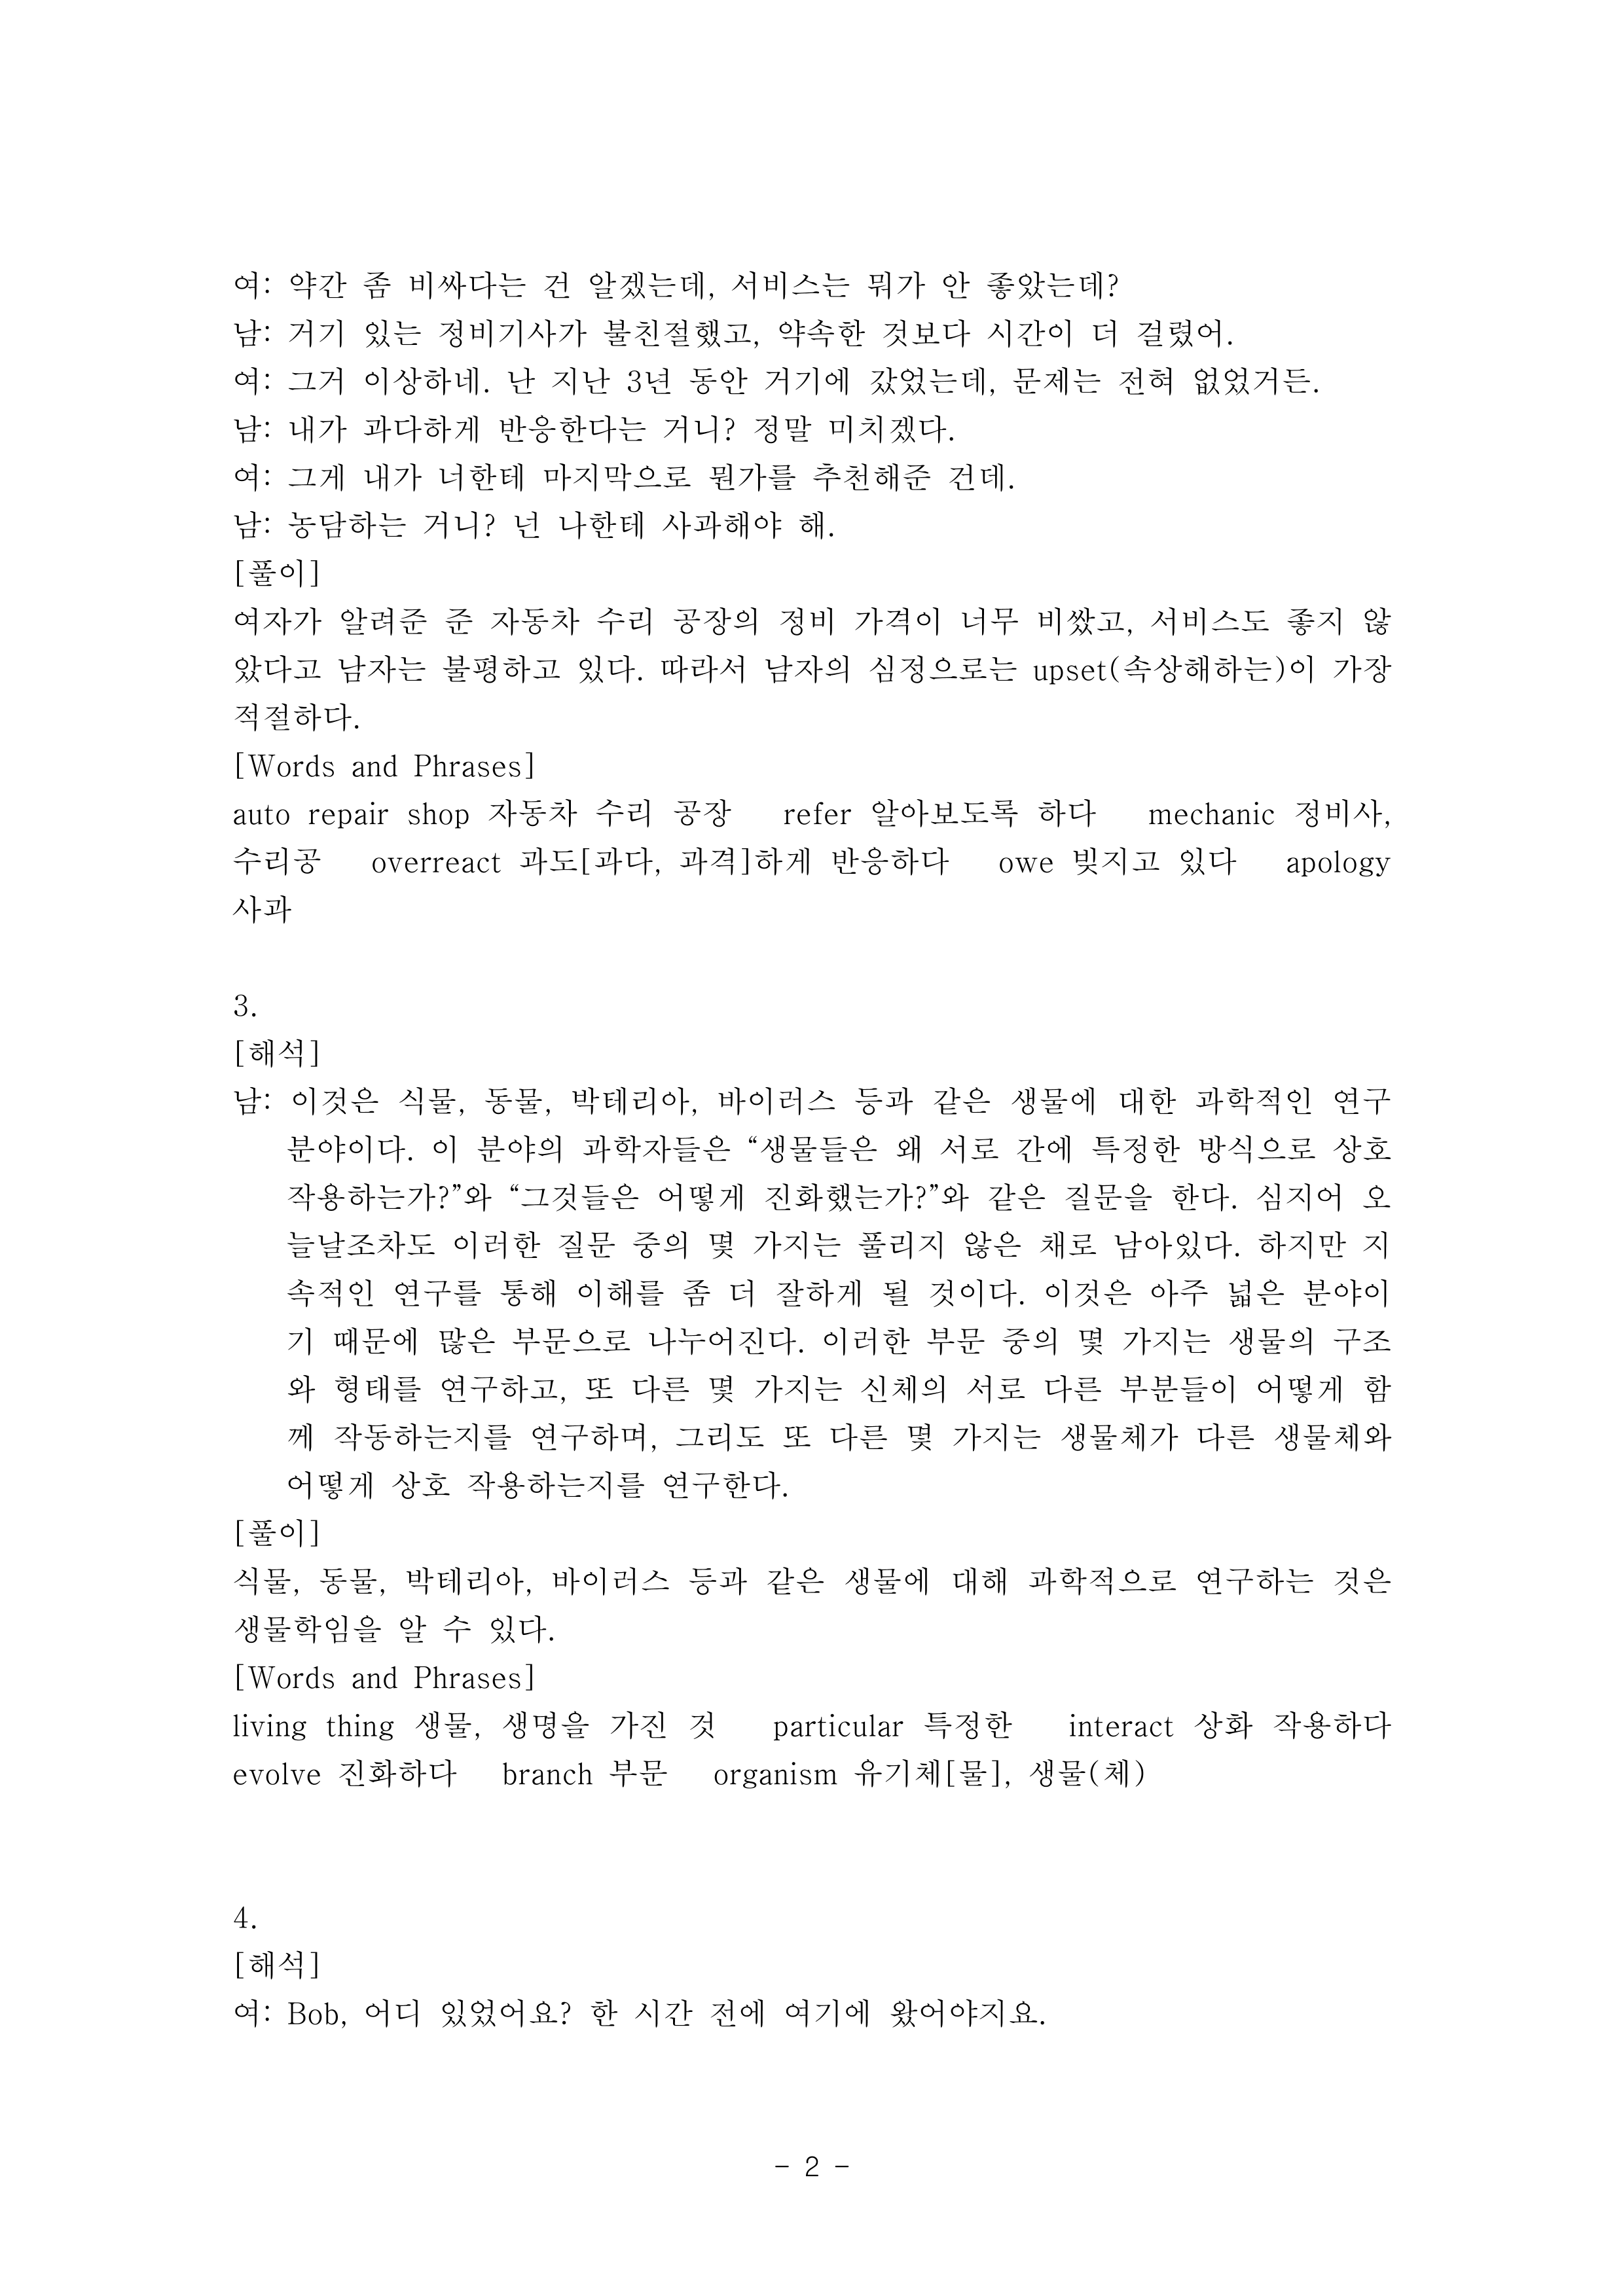 여: 약간 좀 비싸다는 건 알겠는데, 서비스는 뭐가 안 좋았는데?
남: 거기 있는 정비기사가 불친절했고, 약속한 것보다 시간이 더 걸렸어.
여: 그거 이상하네. 난 지난 3년 동안 거기에 갔었는데, 문제는 전혀 없었거든.
남: 내가 과다하게 반응한다는 거니? 정말 미치겠다.
여: 그게 내가 너한테 마지막으로 뭔가를 추천해준 건데.
남: 농담하는 거니? 넌 나한테 사과해야 해.
[풀이]
여자가 알려준 준 자동차 수리 공장의 정비 가격이 너무 비쌌고, 서비스도 좋지 않
았다고 남자는 불평하고 있다. 따라서 남자의 심정으로는 upset(속상해하는)이 가장
적절하다.
[Words and Phrases]
auto repair shop 자동차 수리 공장 refer 알아보도록 하다 mechanic 정비사,
수리공 overreact 과도[과다, 과격]하게 반응하다 owe 빚지고 있다 apology
사과
3.
[해석]
남: 이것은 식물, 동물, 박테리아, 바이러스 등과 같은 생물에 대한 과학적인 연구
분야이다. 이 분야의 과학자들은 “생물들은 왜 서로 간에 특정한 방식으로 상호
작용하는가?”와 “그것들은 어떻게 진화했는가?”와 같은 질문을 한다. 심지어 오
늘날조차도 이러한 질문 중의 몇 가지는 풀리지 않은 채로 남아있다. 하지만 지
속적인 연구를 통해 이해를 좀 더 잘하게 될 것이다. 이것은 아주 넓은 분야이
기 때문에 많은 부문으로 나누어진다. 이러한 부문 중의 몇 가지는 생물의 구조
와 형태를 연구하고, 또 다른 몇 가지는 신체의 서로 다른 부분들이 어떻게 함
께 작동하는지를 연구하며, 그리도 또 다른 몇 가지는 생물체가 다른 생물체와
어떻게 상호 작용하는지를 연구한다.
[풀이]
식물, 동물, 박테리아, 바이러스 등과 같은 생물에 대해 과학적으로 연구하는 것은
생물학임을 알 수 있다.
[Words and Phrases]
living thing 생물, 생명을 가진 것 particular 특정한 interact 상화 작용하다
evolve 진화하다 branch 부문 organism 유기체[물], 생물(체)
4.
[해석]
여: Bob, 어디 있었어요? 한 시간 전에 여기에 왔어야지요.
- 2 -